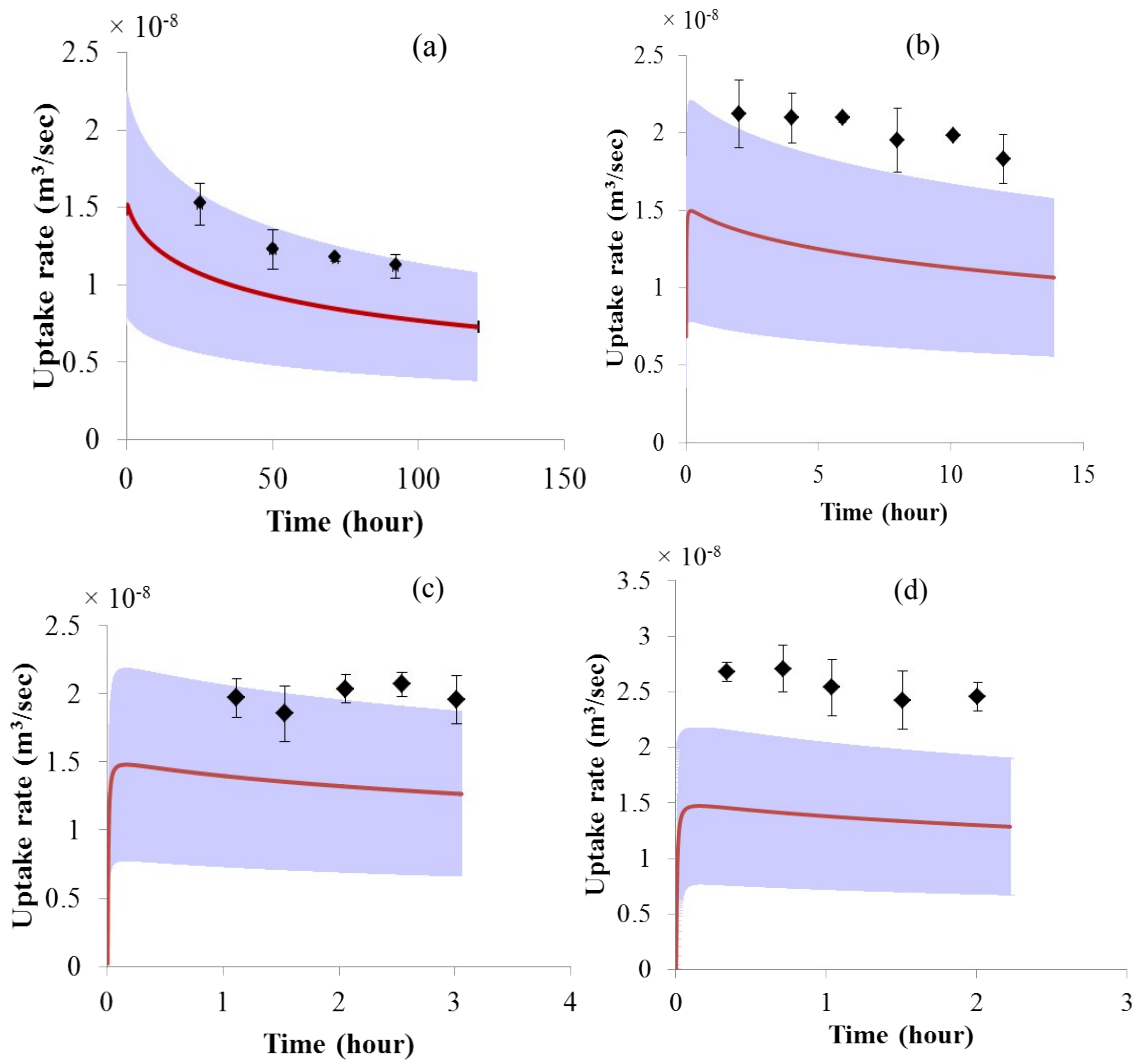 × 10⁻⁸
(a)
2.5
2
1.5
1
0.5
0
Uptake rate (m³/sec)
0 50 100 150
Time (hour)
× 10⁻⁸
(b)
2.5
2
1.5
1
0.5
0
Uptake rate (m³/sec)
0 5 10 15
Time (hour)
× 10⁻⁸
(c)
2.5
2
1.5
1
0.5
0
Uptake rate (m³/sec)
0 1 2 3 4
Time (hour)
× 10⁻⁸
(d)
3.5
3
2.5
2
1.5
1
0.5
0
Uptake rate (m³/sec)
0 1 2 3
Time (hour)